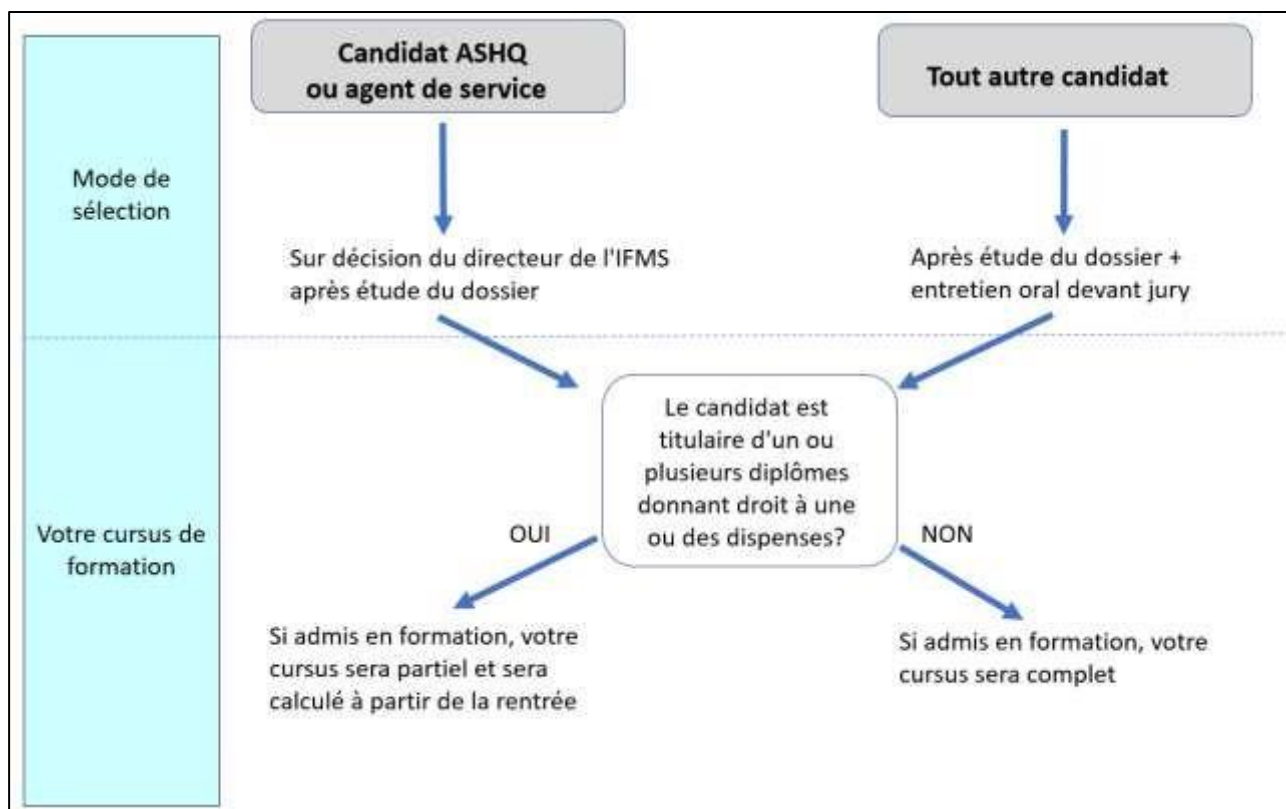 Candidat ASHQ
ou agent de service
Tout autre candidat
Mode de
sélection
Sur décision du directeur de l'IFMS
après étude du dossier
Après étude du dossier +
entretien oral devant jury
Le candidat est
titulaire d'un ou
plusieurs diplômes
donnant droit à une
ou des dispenses?
Votre cursus de
formation
OUI
NON
Si admis en formation, votre
cursus sera partiel et sera
calculé à partir de la rentrée
Si admis en formation, votre
cursus sera complet